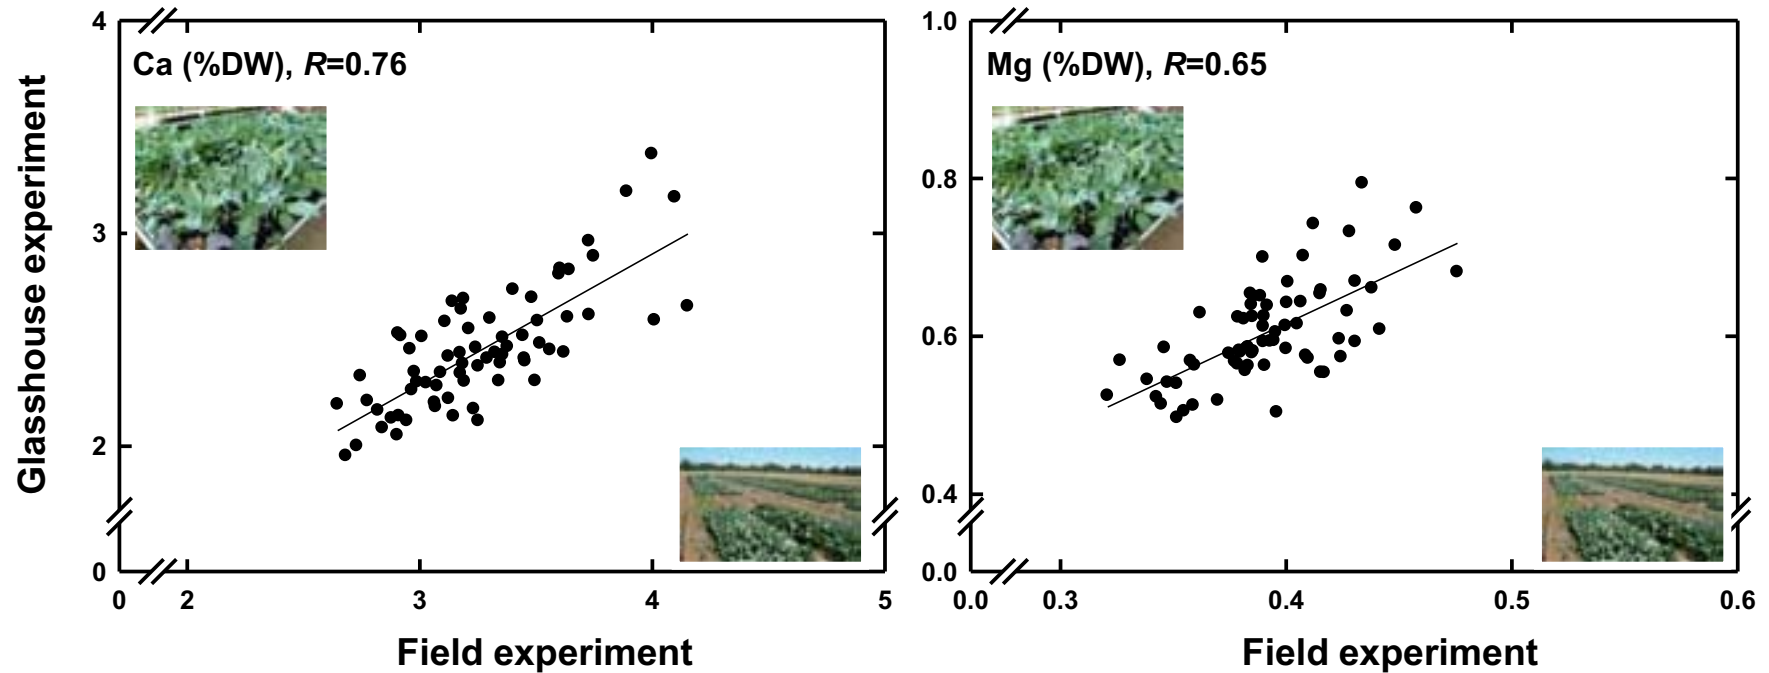 Glasshouse experiment
Ca (%DW), R=0.76
4
3
2
0
0 2 3 4 5
Field experiment
Mg (%DW), R=0.65
1.0
0.8
0.6
0.4
0.0
0.0 0.3 0.4 0.5 0.6
Field experiment